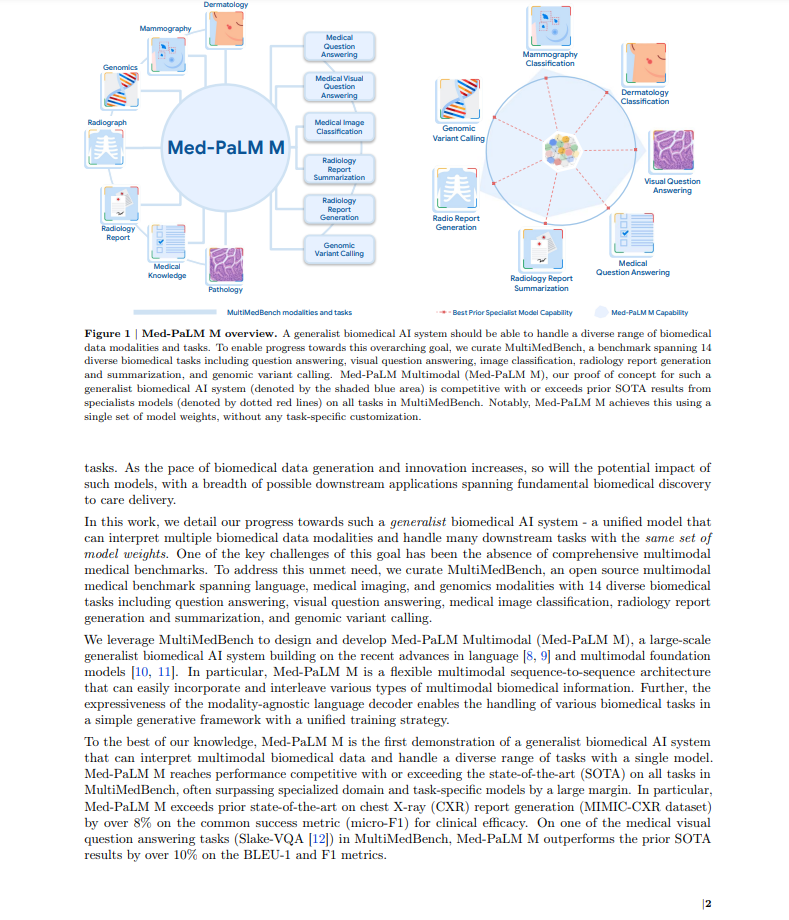 Dermatology
Mammography
Genomics
Radiograph
Radiology
Report
Medical
Knowledge
Pathology
Med-PaLM M
Medical
Question
Answering
Medical Visual
Question
Answering
Medical Image
Classification
Radiology
Report
Summarization
Radiology
Report
Generation
Genomic
Variant Calling
Mammography
Classification
Dermatology
Classification
Genomic
Variant Calling
Visual Question
Answering
Radio Report
Generation
Medical
Question Answering
Radiology Report
Summarization
MultiMedBench modalities and tasks
Best Prior Specialist Model Capability
Med-PaLM M Capability
Figure 1 | Med-PaLM M overview. A generalist biomedical AI system should be able to handle a diverse range of biomedical
data modalities and tasks. To enable progress towards this overarching goal, we curate MultiMedBench, a benchmark spanning 14
diverse biomedical tasks including question answering, visual question answering, image classification, radiology report generation
and summarization, and genomic variant calling. Med-PaLM Multimodal (Med-PaLM M), our proof of concept for such a
generalist biomedical AI system (denoted by the shaded blue area) is competitive with or exceeds prior SOTA results from
specialists models (denoted by dotted red lines) on all tasks in MultiMedBench. Notably, Med-PaLM M achieves this using a
single set of model weights, without any task-specific customization.
tasks. As the pace of biomedical data generation and innovation increases, so will the potential impact of
such models, with a breadth of possible downstream applications spanning fundamental biomedical discovery
to care delivery.
In this work, we detail our progress towards such a generalist biomedical AI system - a unified model that
can interpret multiple biomedical data modalities and handle many downstream tasks with the same set of
model weights. One of the key challenges of this goal has been the absence of comprehensive multimodal
medical benchmarks. To address this unmet need, we curate MultiMedBench, an open source multimodal
medical benchmark spanning language, medical imaging, and genomics modalities with 14 diverse biomedical
tasks including question answering, visual question answering, medical image classification, radiology report
generation and summarization, and genomic variant calling.
We leverage MultiMedBench to design and develop Med-PaLM Multimodal (Med-PaLM M), a large-scale
generalist biomedical AI system building on the recent advances in language [8, 9] and multimodal foundation
models [10, 11]. In particular, Med-PaLM M is a flexible multimodal sequence-to-sequence architecture
that can easily incorporate and interleave various types of multimodal biomedical information. Further, the
expressiveness of the modality-agnostic language decoder enables the handling of various biomedical tasks in
a simple generative framework with a unified training strategy.
To the best of our knowledge, Med-PaLM M is the first demonstration of a generalist biomedical AI system
that can interpret multimodal biomedical data and handle a diverse range of tasks with a single model.
Med-PaLM M reaches performance competitive with or exceeding the state-of-the-art (SOTA) on all tasks in
MultiMedBench, often surpassing specialized domain and task-specific models by a large margin. In particular,
Med-PaLM M exceeds prior state-of-the-art on chest X-ray (CXR) report generation (MIMIC-CXR dataset)
by over 8% on the common success metric (micro-F1) for clinical efficacy. On one of the medical visual
question answering tasks (Slake-VQA [12]) in MultiMedBench, Med-PaLM M outperforms the prior SOTA
results by over 10% on the BLEU-1 and F1 metrics.
|2